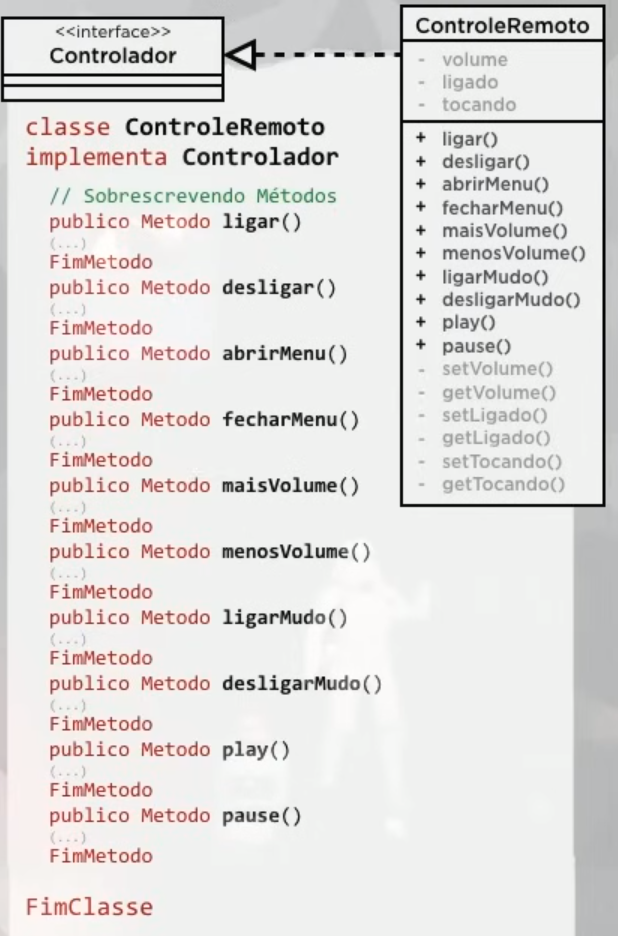 <<interface>>
Controlador
ControleRemoto
- volume
- ligado
- tocando
+ ligar()
+ desligar()
+ abrirMenu()
+ fecharMenu()
+ maisVolume()
+ menosVolume()
+ ligarMudo()
+ desligarMudo()
+ play()
+ pause()
- setVolume()
- getVolume()
- setLigado()
- getLigado()
- setTocando()
- getTocando()
classe ControleRemoto
implementa Controlador
// Sobrescrevendo Métodos
publico Metodo ligar()
(...)
FimMetodo
publico Metodo desligar()
(...)
FimMetodo
publico Metodo abrirMenu()
(...)
FimMetodo
publico Metodo fecharMenu()
(...)
FimMetodo
publico Metodo maisVolume()
(...)
FimMetodo
publico Metodo menosVolume()
(...)
FimMetodo
publico Metodo ligarMudo()
(...)
FimMetodo
publico Metodo desligarMudo()
(...)
FimMetodo
publico Metodo play()
(...)
FimMetodo
publico Metodo pause()
(...)
FimMetodo
FimClasse